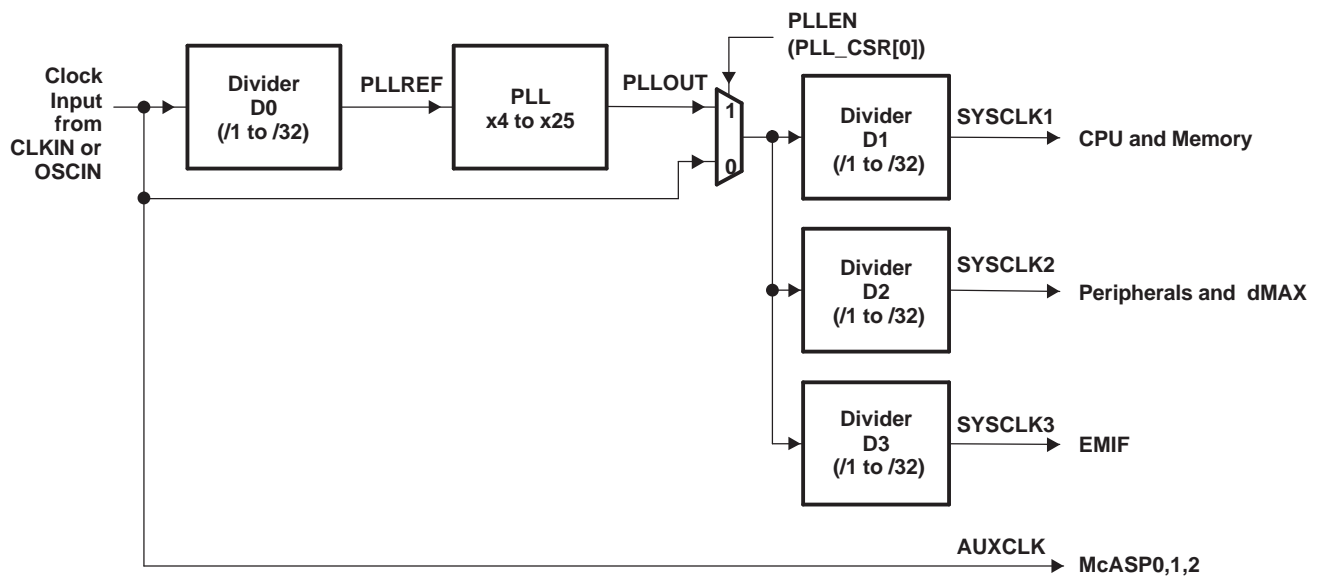 PLLEN
(PLL_CSR[0])
Clock
Input
from
CLKIN or
OSCIN
Divider
D0
(/1 to /32)
PLLREF
PLL
x4 to x25
PLLOUT
1
0
Divider
D1
(/1 to /32)
SYSCLK1
CPU and Memory
Divider
D2
(/1 to /32)
SYSCLK2
Peripherals and dMAX
Divider
D3
(/1 to /32)
SYSCLK3
EMIF
AUXCLK
McASP0,1,2